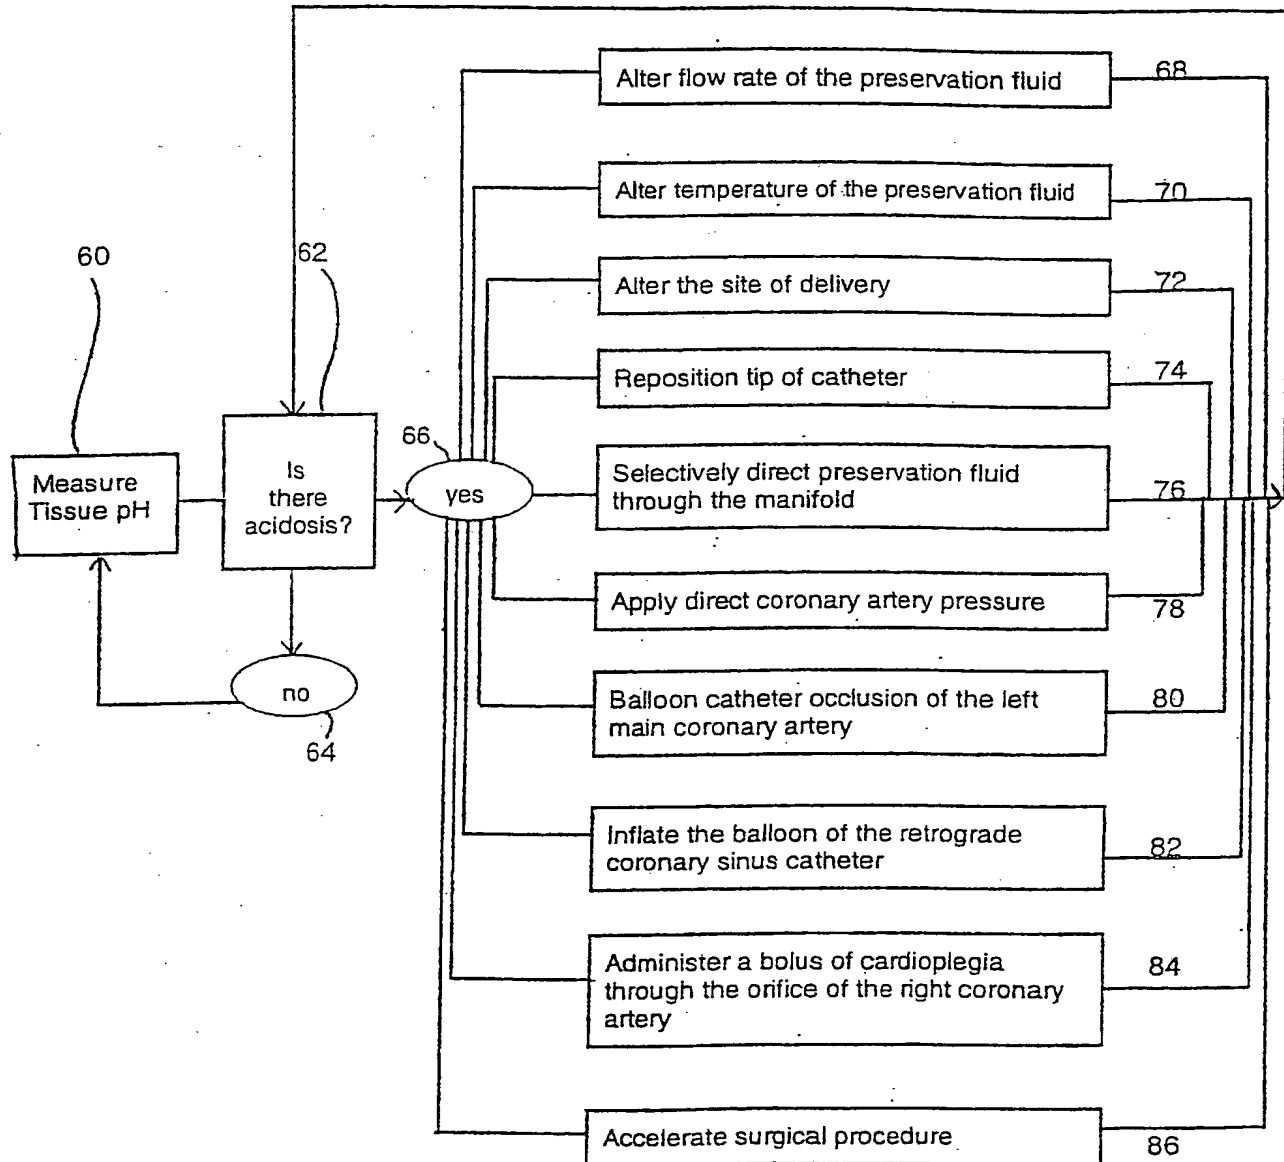 Alter flow rate of the preservation fluid
68
Alter temperature of the preservation fluid
70
60
62
Alter the site of delivery
72
Reposition tip of catheter
74
66
Measure
Tissue pH
Is
there
acidosis?
yes
Selectively direct preservation fluid
through the manifold
76
Apply direct coronary artery pressure
78
no
64
Balloon catheter occlusion of the left
main coronary artery
80
Inflate the balloon of the retrograde
coronary sinus catheter
82
Administer a bolus of cardioplegia
through the orifice of the right coronary
artery
84
Accelerate surgical procedure
86